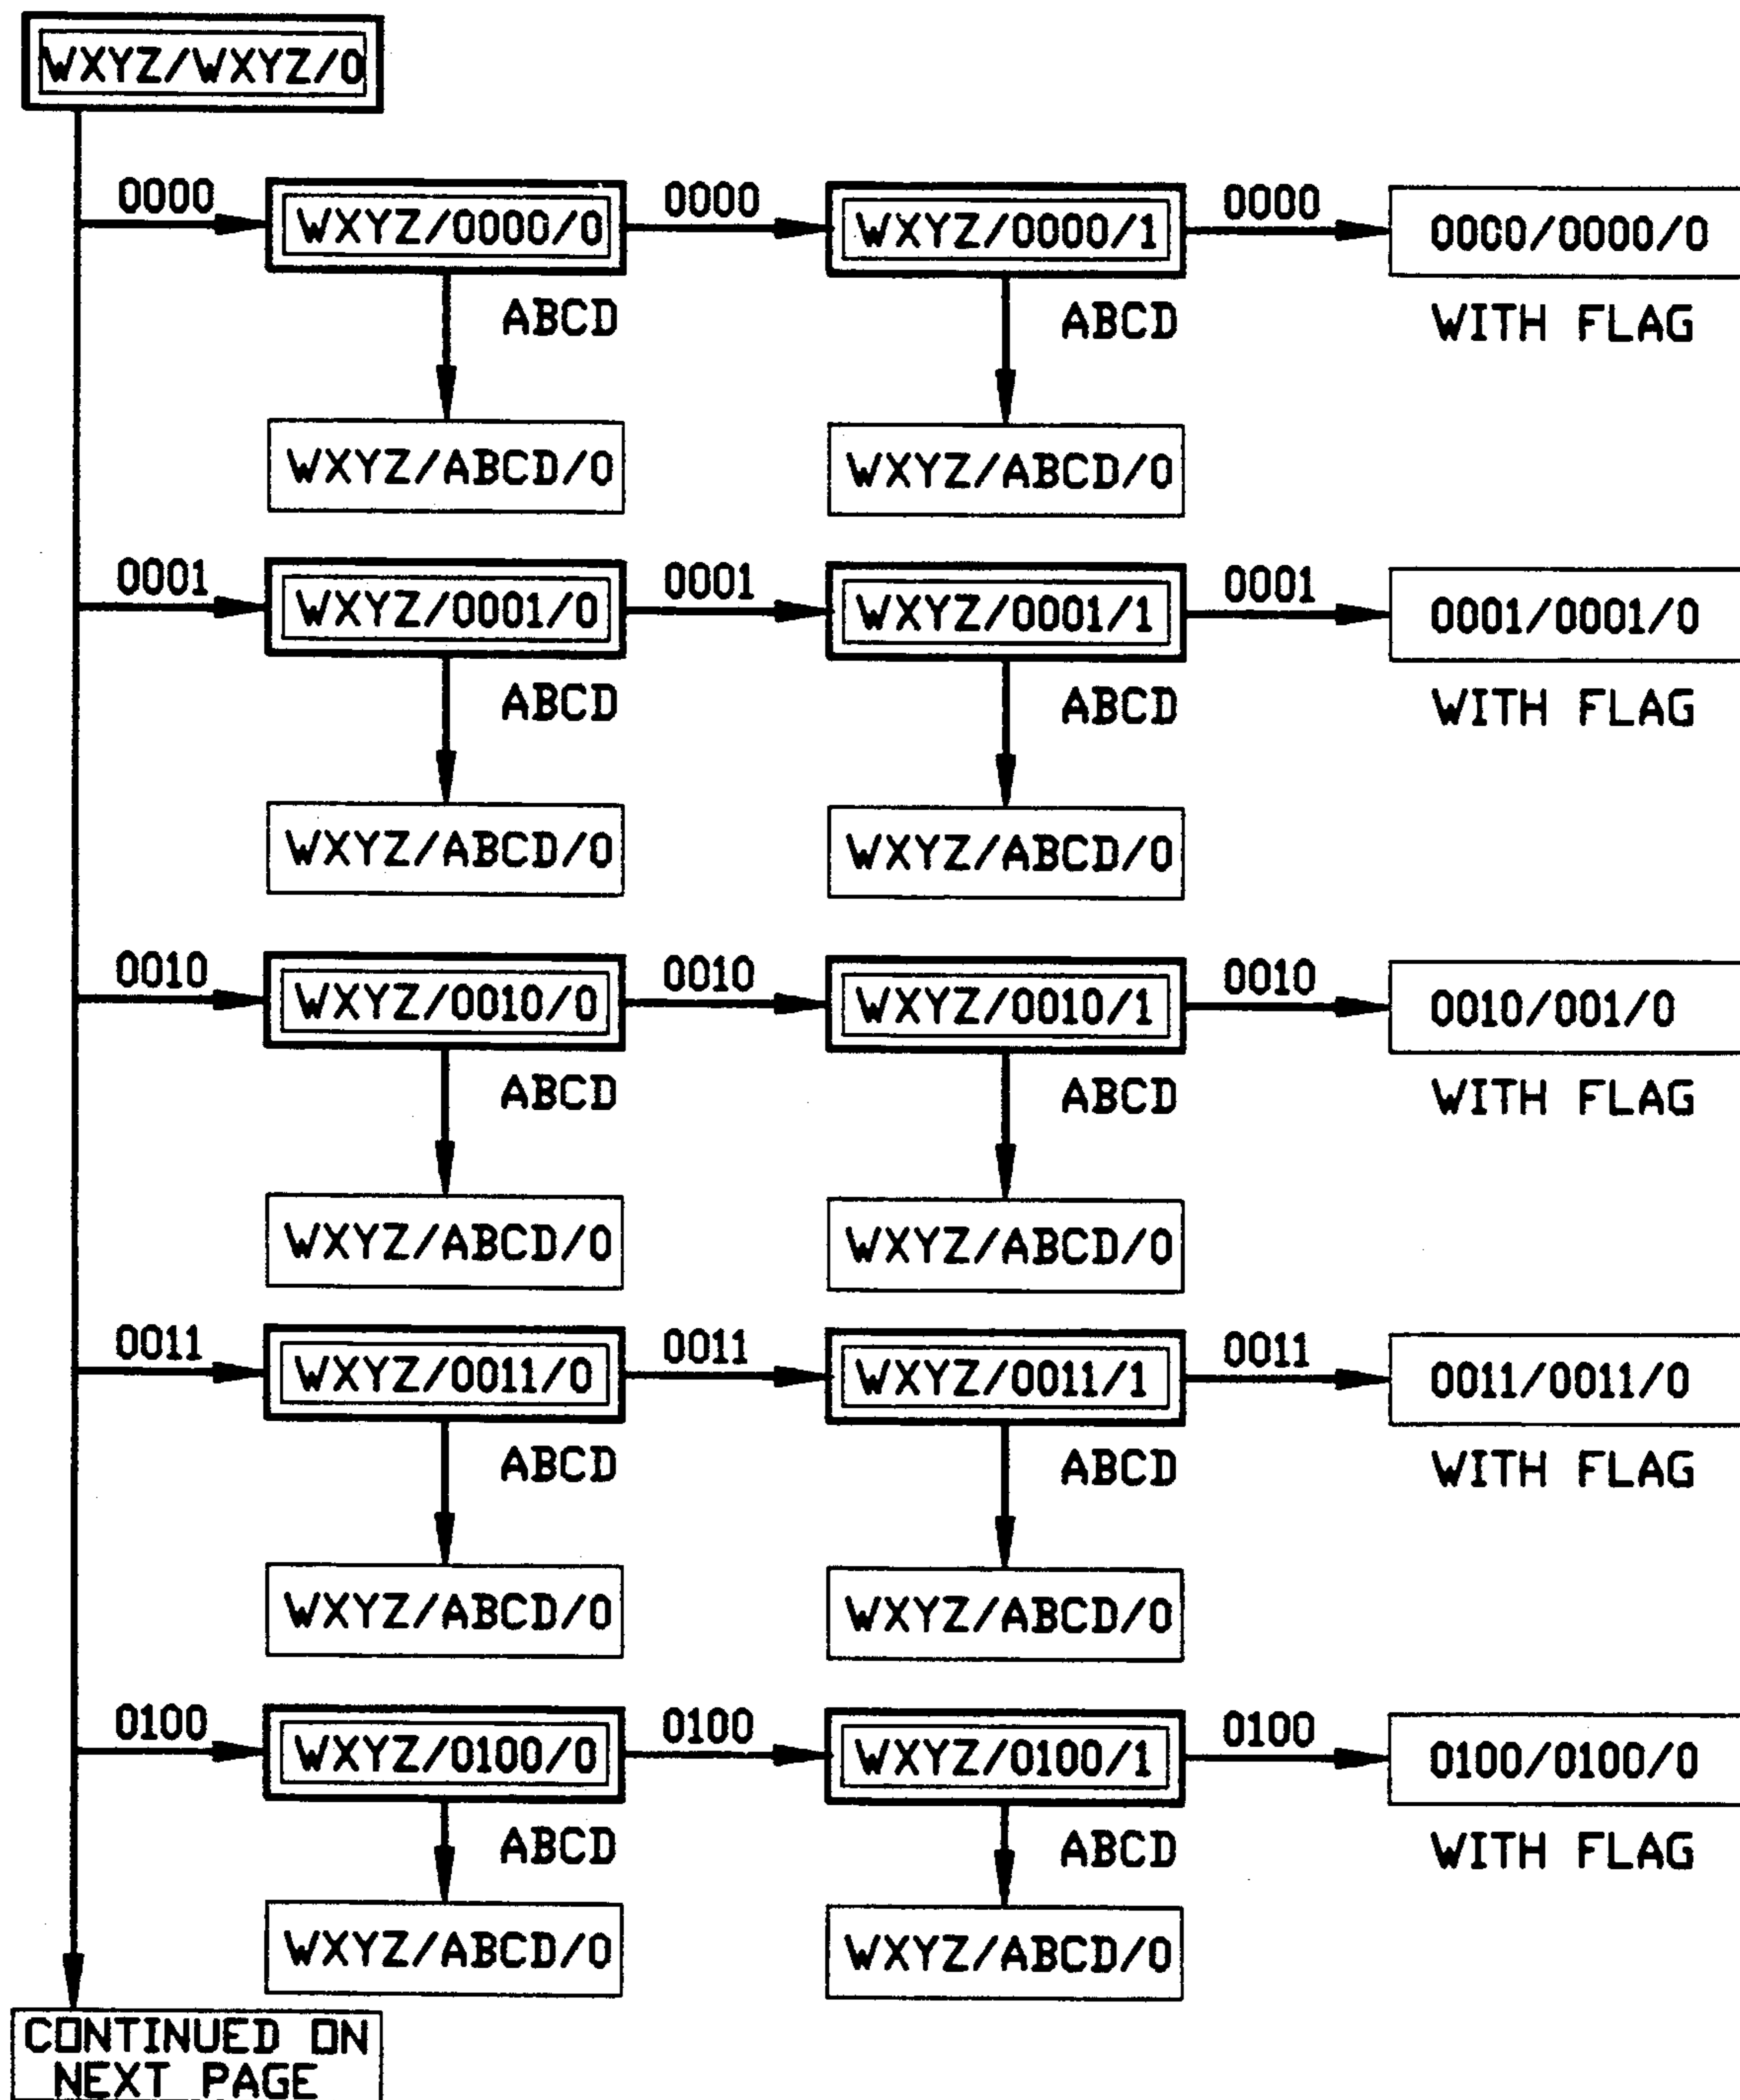 WXYZ/WXYZ/0
0000 WXYZ/0000/0 0000 WXYZ/0000/1 0000 0000/0000/0
ABCD ABCD WITH FLAG
WXYZ/ABCD/0 WXYZ/ABCD/0
0001 WXYZ/0001/0 0001 WXYZ/0001/1 0001 0001/0001/0
ABCD ABCD WITH FLAG
WXYZ/ABCD/0 WXYZ/ABCD/0
0010 WXYZ/0010/0 0010 WXYZ/0010/1 0010 0010/001/0
ABCD ABCD WITH FLAG
WXYZ/ABCD/0 WXYZ/ABCD/0
0011 WXYZ/0011/0 0011 WXYZ/0011/1 0011 0011/0011/0
ABCD ABCD WITH FLAG
WXYZ/ABCD/0 WXYZ/ABCD/0
0100 WXYZ/0100/0 0100 WXYZ/0100/1 0100 0100/0100/0
ABCD ABCD WITH FLAG
WXYZ/ABCD/0 WXYZ/ABCD/0
CONTINUED ON
NEXT PAGE